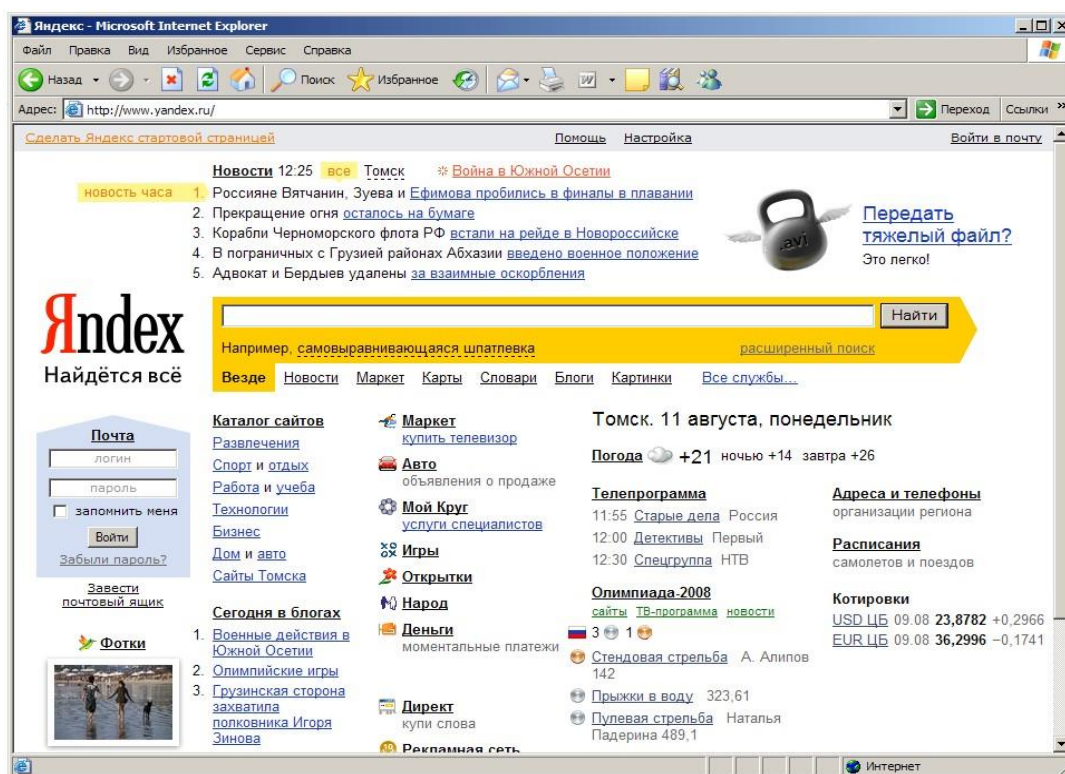 Яндекс - Microsoft Internet Explorer
Файл Правка Вид Избранное Сервис Справка
Назад Поиск Избранное
Адрес: http://www.yandex.ru/ Переход Ссылки »
Сделать Яндекс стартовой страницей Помощь Настройка Войти в почту
Новости 12:25 все Томск Война в Южной Осетии
новость часа 1. Россияне Вятчанин, Зуева и Ефимова пробились в финалы в плавании
2. Прекращение огня осталось на бумаге
3. Корабли Черноморского флота РФ встали на рейде в Новороссийске
4. В пограничных с Грузией районах Абхазии введено военное положение
5. Адвокат и Бердыев удалены за взаимные оскорбления
.avi
Передать
тяжелый файл?
Это легко!
Яndex
Найдётся всё
Найти
Например, самовыравнивающаяся шпатлевка расширенный поиск
Везде Новости Маркет Карты Словари Блоги Картинки Все службы...
Почта
логин
пароль
запомнить меня
Войти
Забыли пароль?
Завести
почтовый ящик
Фотки
Каталог сайтов
Развлечения
Спорт и отдых
Работа и учеба
Технологии
Бизнес
Дом и авто
Сайты Томска
Сегодня в блогах
1. Военные действия в
Южной Осетии
2. Олимпийские игры
3. Грузинская сторона
захватила
полковника Игоря
Зинова
Маркет
купить телевизор
Авто
объявления о продаже
Мой Круг
услуги специалистов
Игры
Открытки
Народ
Деньги
моментальные платежи
Директ
купи слова
Рекламная сеть
Томск. 11 августа, понедельник
Погода +21 ночью +14 завтра +26
Телепрограмма
11:55 Старые дела Россия
12:00 Детективы Первый
12:30 Спецгруппа НТВ
Олимпиада-2008
сайты ТВ-программа новости
3 1
Стендовая стрельба А. Алипов
142
Прыжки в воду 323,61
Пулевая стрельба Наталья
Падерина 489,1
Адреса и телефоны
организации региона
Расписания
самолетов и поездов
Котировки
USD ЦБ 09.08 23,8782 +0,2966
EUR ЦБ 09.08 36,2996 −0,1741
Интернет